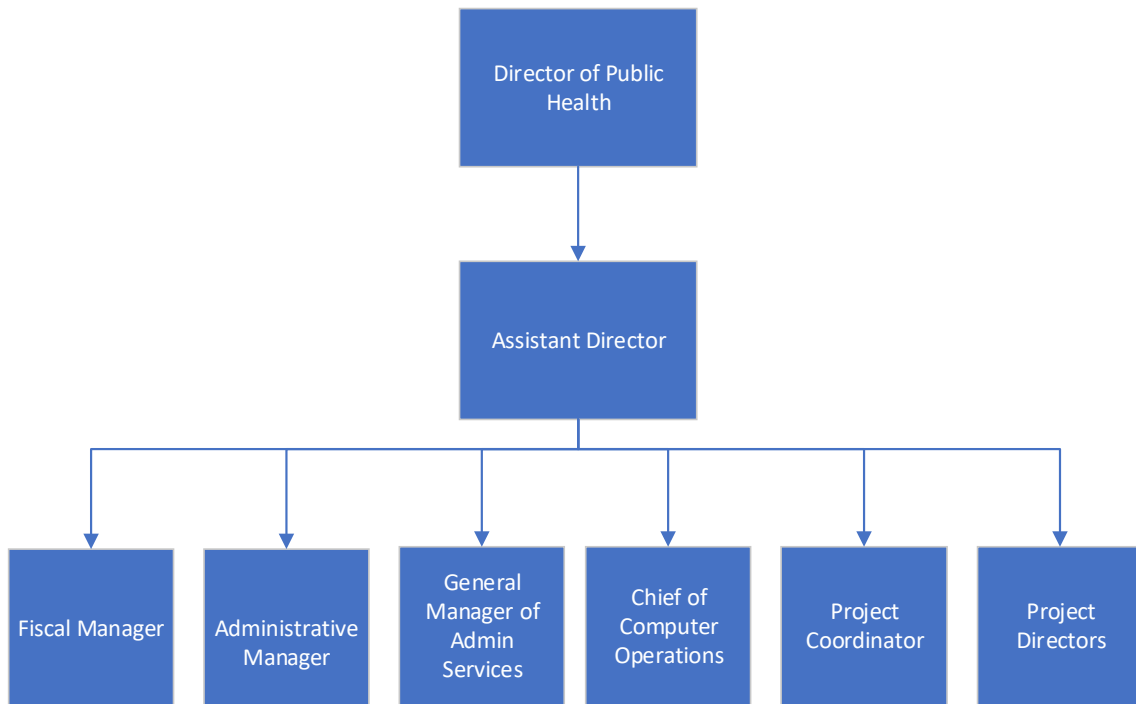 Director of Public
Health
Assistant Director
Fiscal Manager
Administrative
Manager
General
Manager of
Admin
Services
Chief of
Computer
Operations
Project
Coordinator
Project
Directors